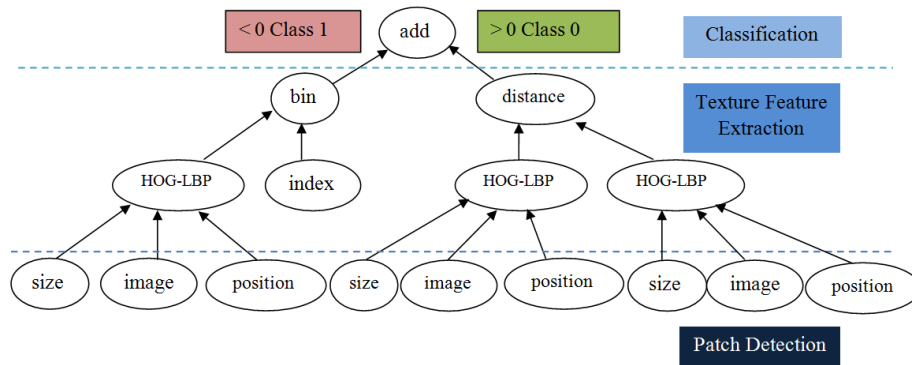 < 0 Class 1
add
> 0 Class 0
Classification
bin
distance
Texture Feature
Extraction
HOG-LBP
index
HOG-LBP
HOG-LBP
size
image
position
size
image
position
size
image
position
Patch Detection